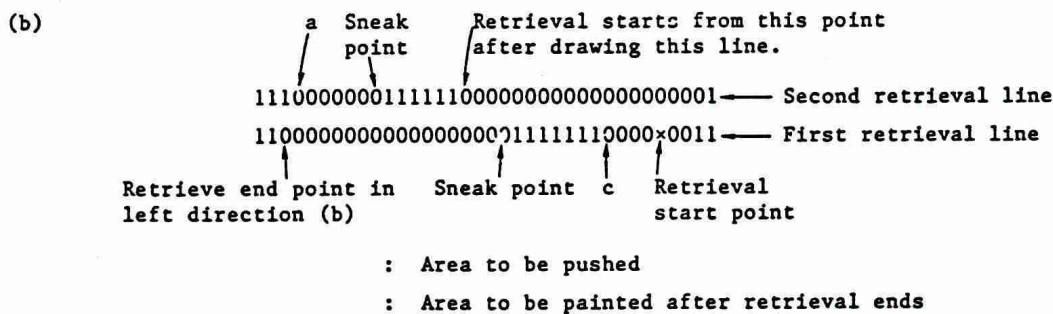 (b)
a Sneak point
Retrieval starts from this point
after drawing this line.
11100000001111111000000000000000000001
Second retrieval line
110000000000000000000111111110000×0011
First retrieval line
Retrieve end point in
left direction (b)
Sneak point c
Retrieval
start point
: Area to be pushed
: Area to be painted after retrieval ends